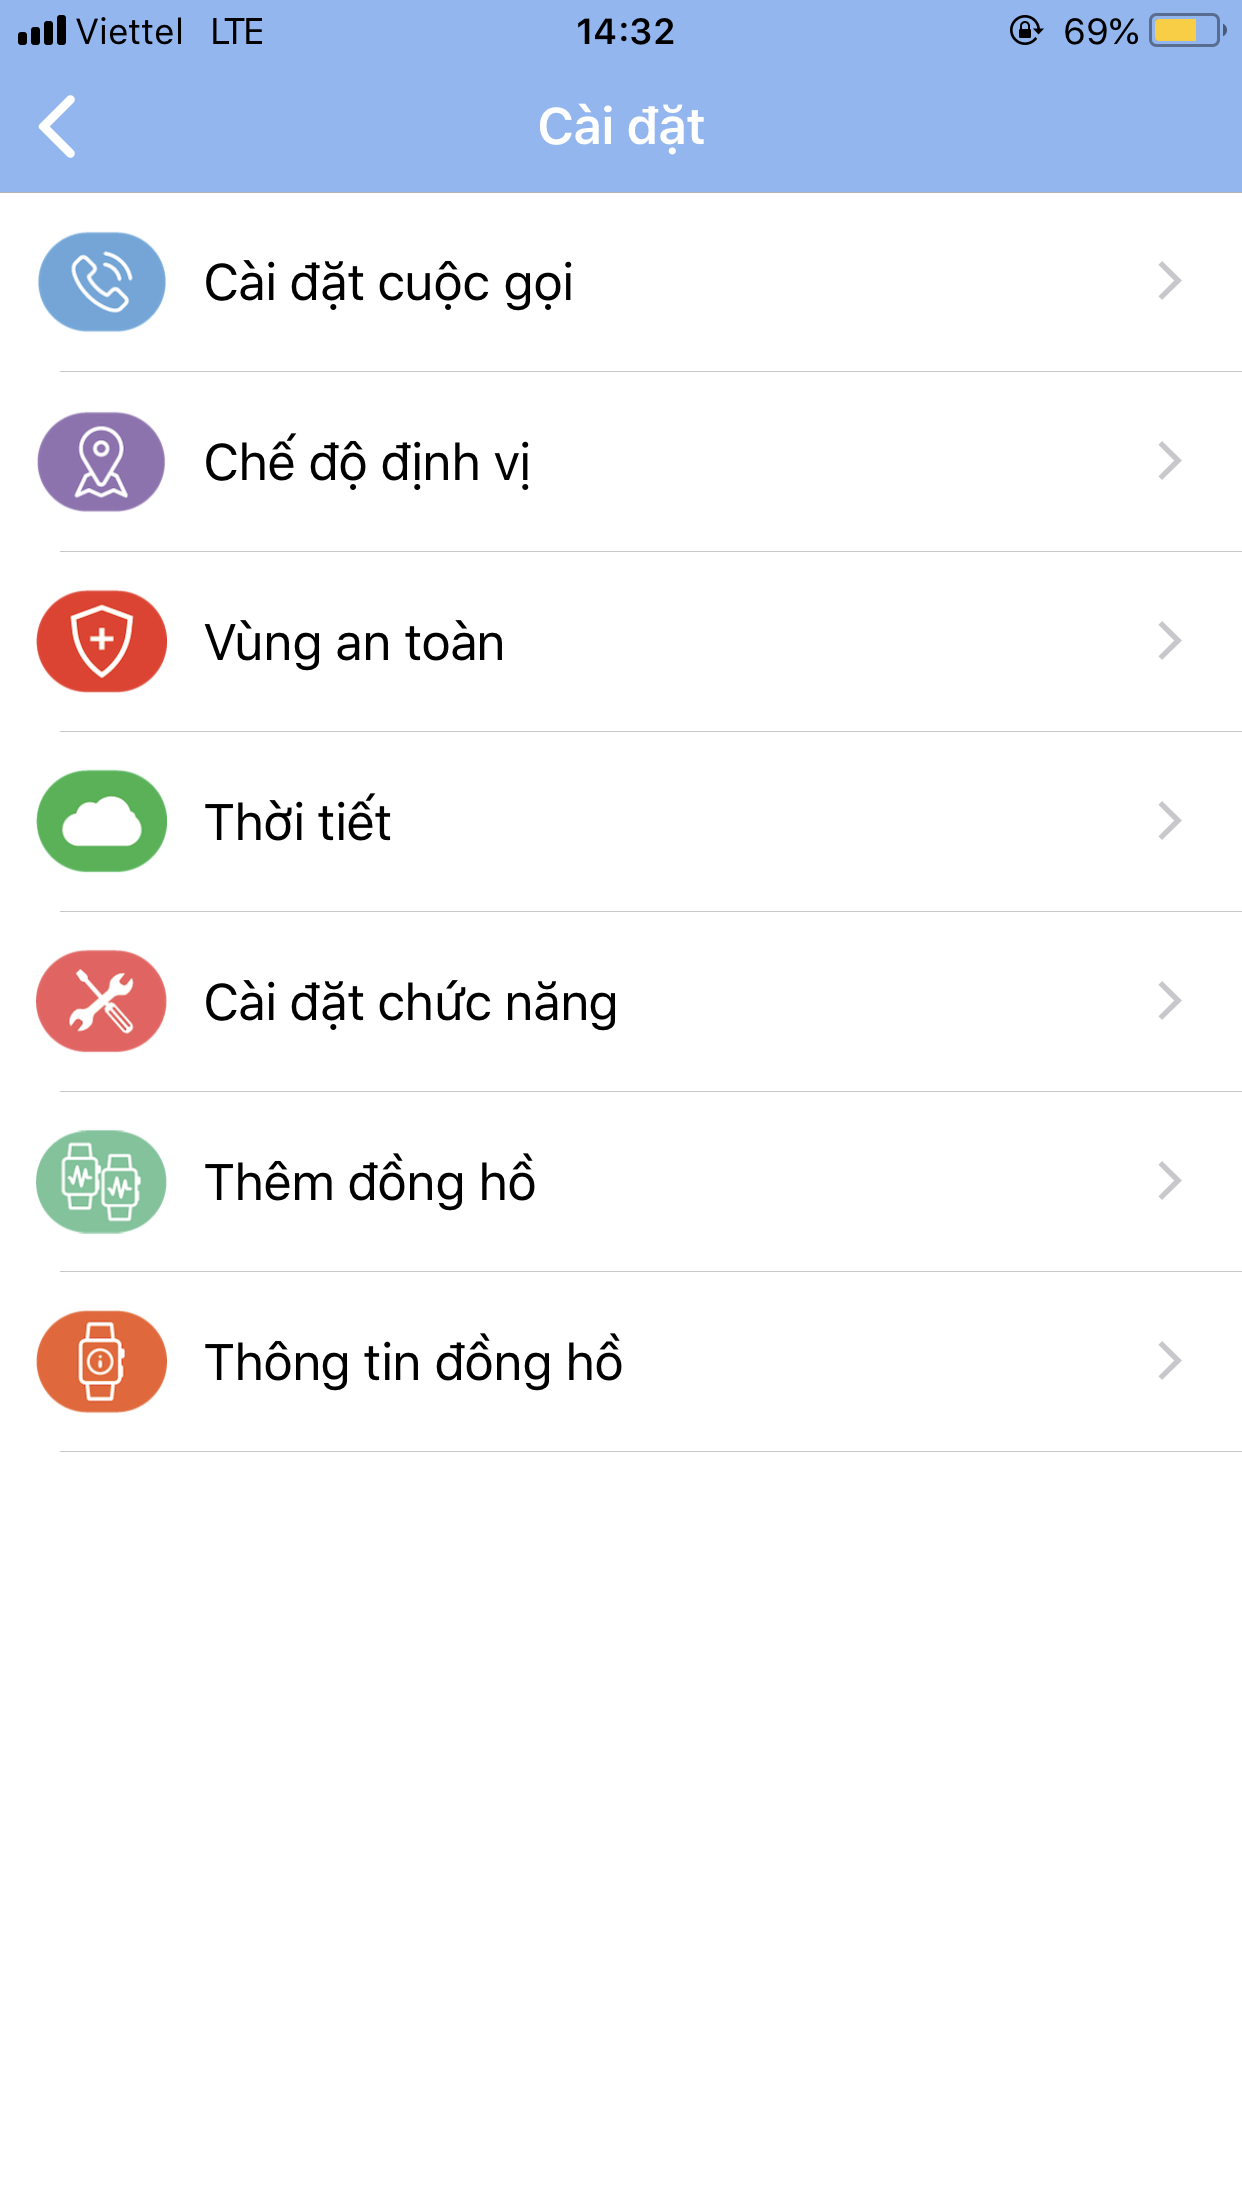 Viettel LTE 14:32 69%
Cài đặt
Cài đặt cuộc gọi
Chế độ định vị
Vùng an toàn
Thời tiết
Cài đặt chức năng
Thêm đồng hồ
Thông tin đồng hồ